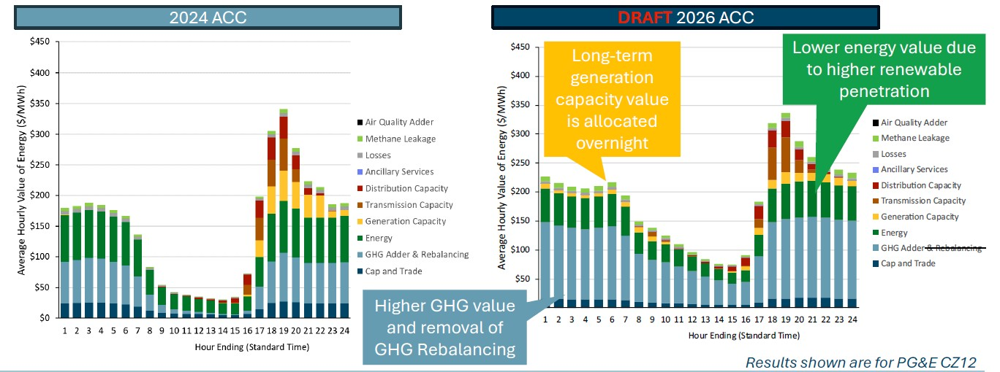 2024 ACC
$450
$400
$350
$300
$250
$200
$150
$100
$50
$0
Average Hourly Value of Energy ($/MWh)
1 2 3 4 5 6 7 8 9 10 11 12 13 14 15 16 17 18 19 20 21 22 23 24
Hour Ending (Standard Time)
Air Quality Adder
Methane Leakage
Losses
Ancillary Services
Distribution Capacity
Transmission Capacity
Generation Capacity
Energy
GHG Adder & Rebalancing
Cap and Trade
Higher GHG value
and removal of
GHG Rebalancing
DRAFT 2026 ACC
Long-term
generation
capacity value
is allocated
overnight
Lower energy value due
to higher renewable
penetration
$450
$400
$350
$300
$250
$200
$150
$100
$50
Average Hourly Value of Energy ($/MWh)
1 2 3 4 5 6 7 8 9 10 11 12 13 14 15 16 17 18 19 20 21 22 23 24
Hour Ending (Standard Time)
Air Quality Adder
Methane Leakage
Losses
Ancillary Services
Distribution Capacity
Transmission Capacity
Generation Capacity
Energy
GHG Adder & Rebalancing
Cap and Trade
Results shown are for PG&E CZ12